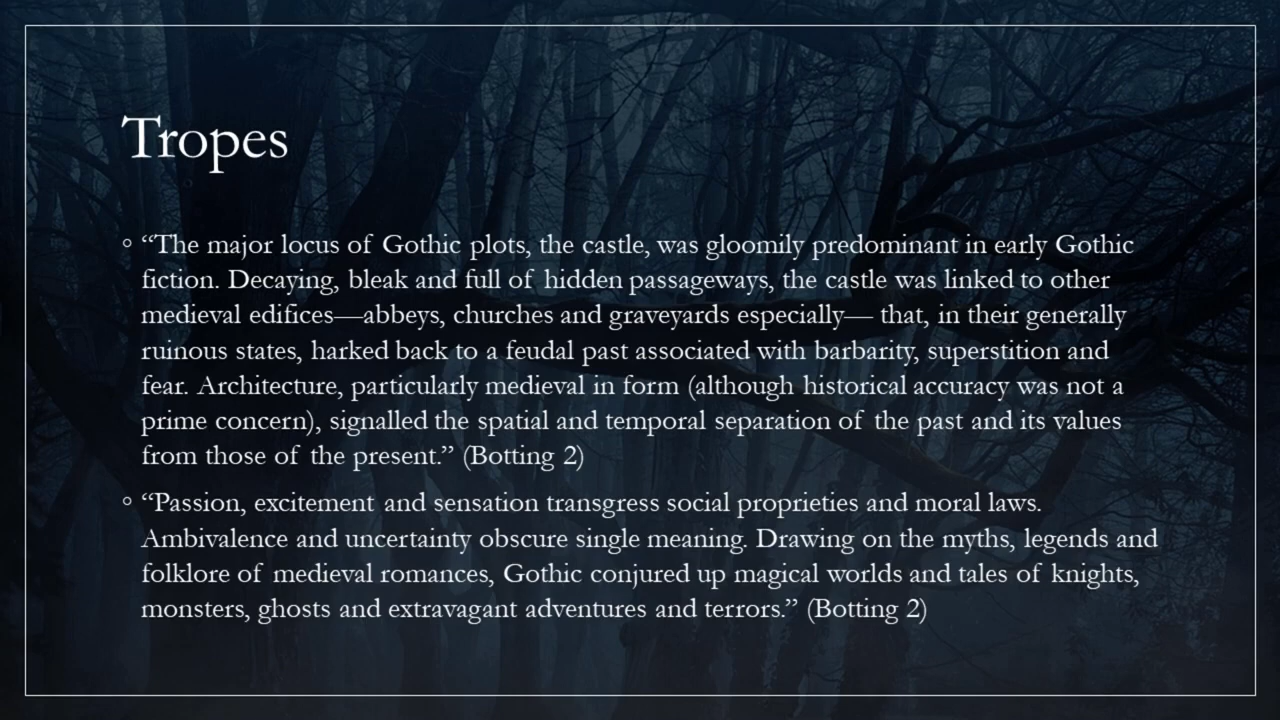 Tropes
◦ “The major locus of Gothic plots, the castle, was gloomily predominant in early Gothic
fiction. Decaying, bleak and full of hidden passageways, the castle was linked to other
medieval edifices—abbeys, churches and graveyards especially— that, in their generally
ruinous states, harked back to a feudal past associated with barbarity, superstition and
fear. Architecture, particularly medieval in form (although historical accuracy was not a
prime concern), signalled the spatial and temporal separation of the past and its values
from those of the present.” (Botting 2)
◦ “Passion, excitement and sensation transgress social proprieties and moral laws.
Ambivalence and uncertainty obscure single meaning. Drawing on the myths, legends and
folklore of medieval romances, Gothic conjured up magical worlds and tales of knights,
monsters, ghosts and extravagant adventures and terrors.” (Botting 2)